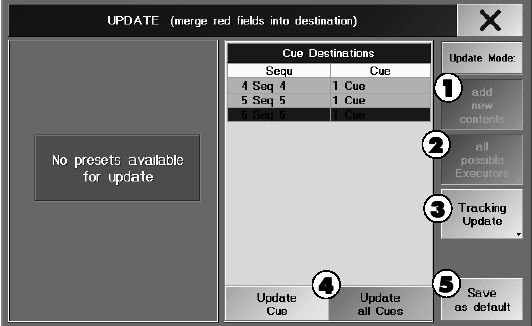 UPDATE (merge red fields into destination)
Cue Destinations
Sequ Cue
4 Seq 4 1 Cue
5 Seq 5 1 Cue
6 Seq 6 1 Cue
No presets available
for update
Update Mode:
1
add
new
contents
2
all
possible
Executors
3
Tracking
Update
4
Update
Cue
Update
all Cues
5
Save
as default